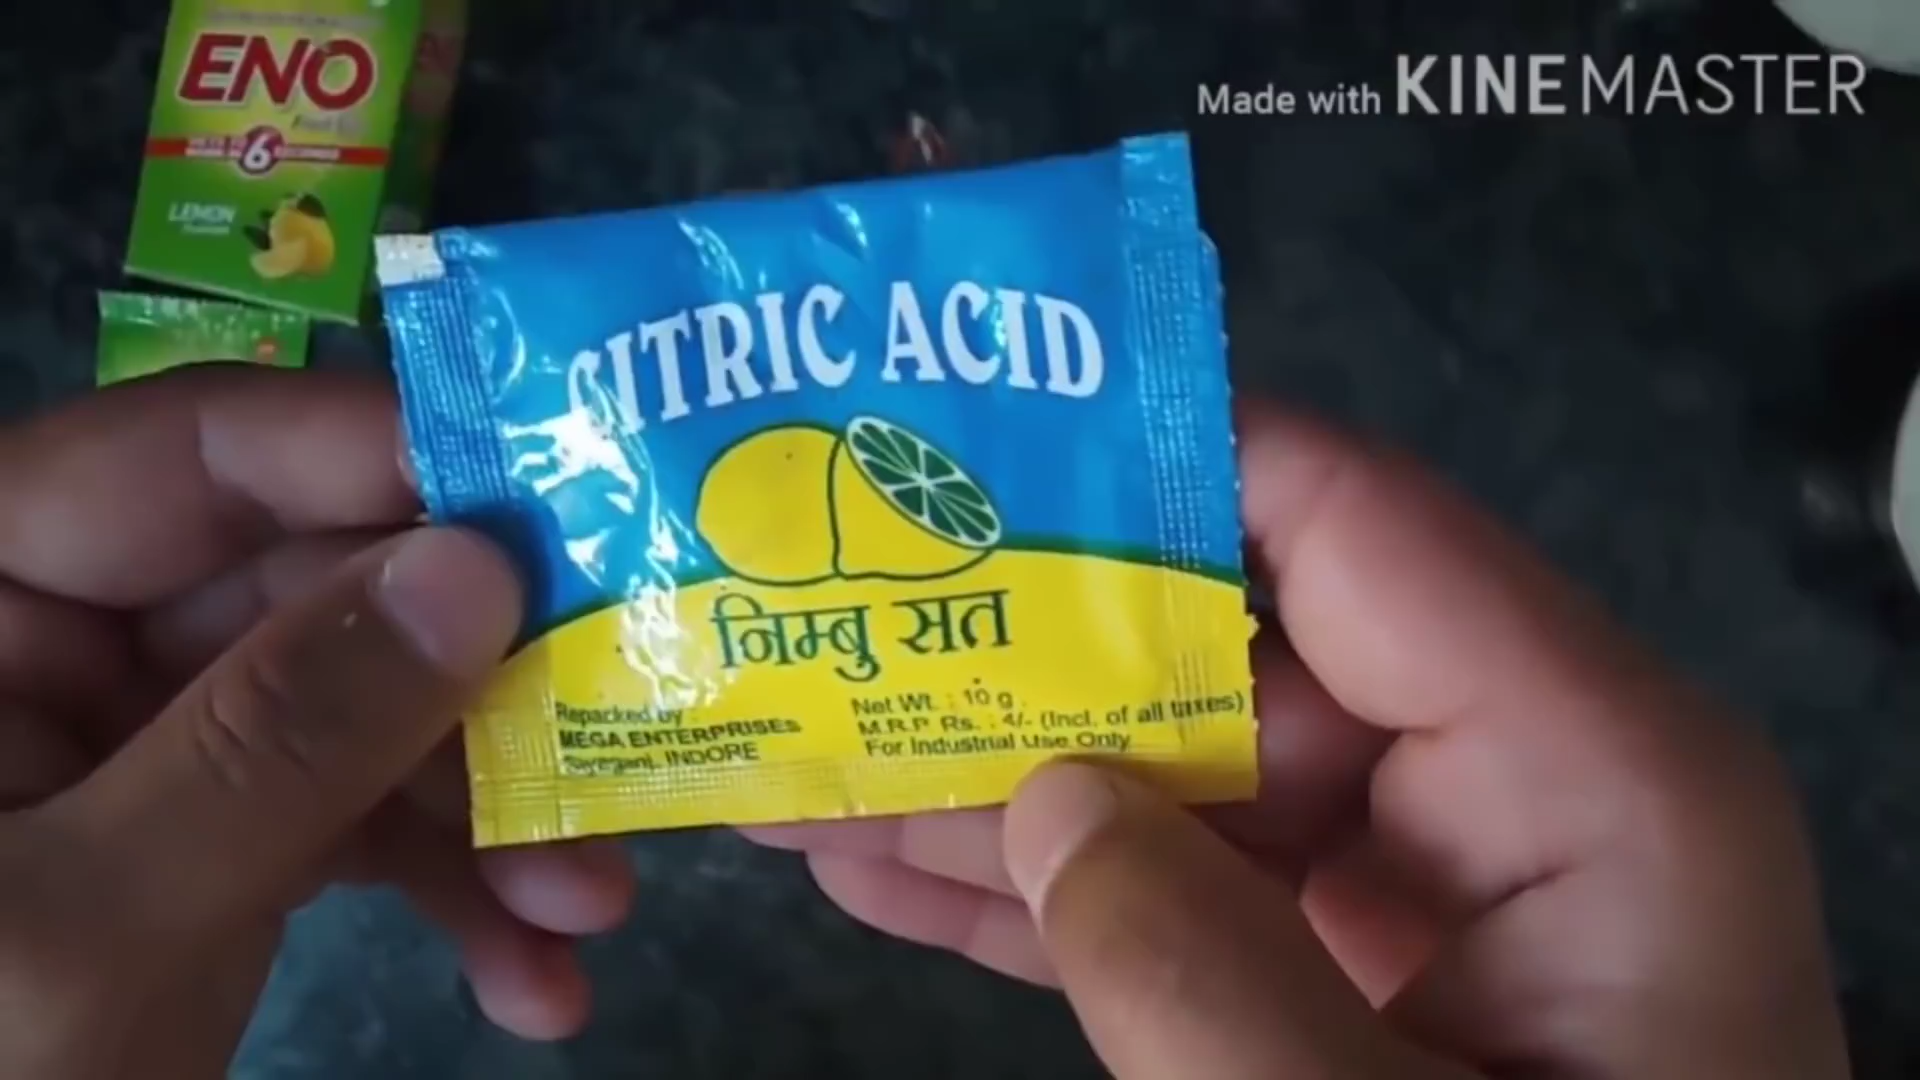 ENO
6
LEMON
Made with KINEMASTER
CITRIC ACID
निम्बु सत
Repacked by :
MEGA ENTERPRISES
Siyaganj, INDORE
Net Wt. : 10 g.
M.R.P. Rs. : 4/- (Incl. of all taxes)
For Industrial Use Only